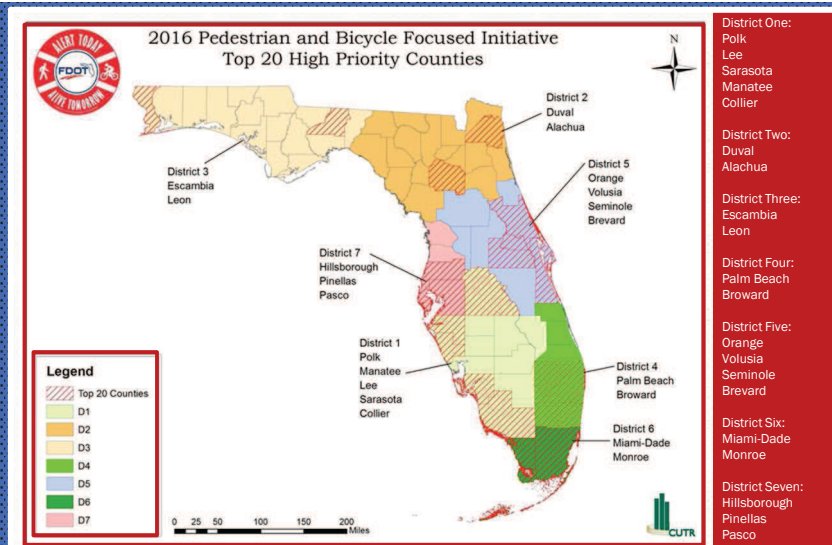 2016 Pedestrian and Bicycle Focused Initiative
Top 20 High Priority Counties
ALERT TODAY
FDOT
ALIVE TOMORROW
N
District 2
Duval
Alachua
District 3
Escambia
Leon
District 5
Orange
Volusia
Seminole
Brevard
District 7
Hillsborough
Pinellas
Pasco
District 1
Polk
Manatee
Lee
Sarasota
Collier
District 4
Palm Beach
Broward
District 6
Miami-Dade
Monroe
Legend
Top 20 Counties
D1
D2
D3
D4
D5
D6
D7
0 25 50 100 150 200
Miles
CUTR
District One:
Polk
Lee
Sarasota
Manatee
Collier
District Two:
Duval
Alachua
District Three:
Escambia
Leon
District Four:
Palm Beach
Broward
District Five:
Orange
Volusia
Seminole
Brevard
District Six:
Miami-Dade
Monroe
District Seven:
Hillsborough
Pinellas
Pasco